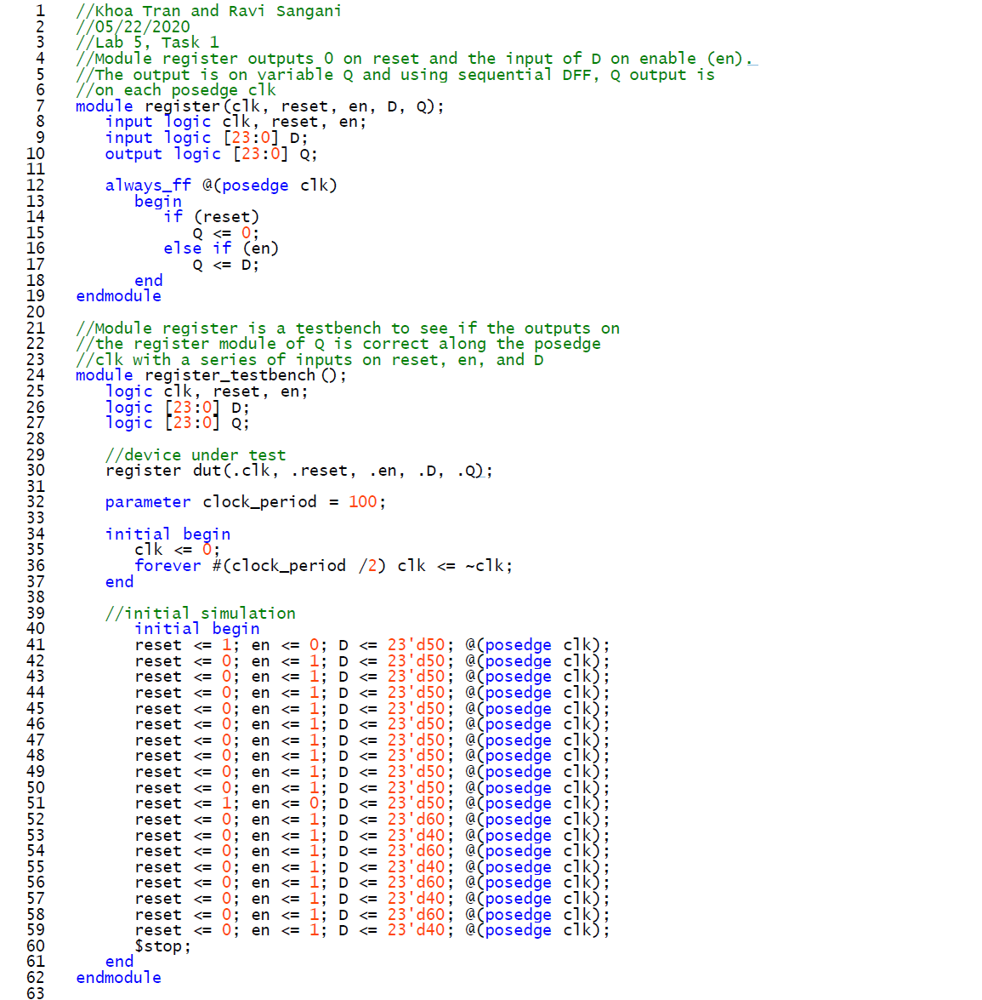 1 //Khoa Tran and Ravi Sangani
2 //05/22/2020
3 //Lab 5, Task 1
4 //Module register outputs 0 on reset and the input of D on enable (en).
5 //The output is on variable Q and using sequential DFF, Q output is
6 //on each posedge clk
7 module register(clk, reset, en, D, Q);
8 input logic clk, reset, en;
9 input logic [23:0] D;
10 output logic [23:0] Q;
11
12 always_ff @(posedge clk)
13 begin
14 if (reset)
15 Q <= 0;
16 else if (en)
17 Q <= D;
18 end
19 endmodule
20
21 //Module register is a testbench to see if the outputs on
22 //the register module of Q is correct along the posedge
23 //clk with a series of inputs on reset, en, and D
24 module register_testbench();
25 logic clk, reset, en;
26 logic [23:0] D;
27 logic [23:0] Q;
28
29 //device under test
30 register dut(.clk, .reset, .en, .D, .Q);
31
32 parameter clock_period = 100;
33
34 initial begin
35 clk <= 0;
36 forever #(clock_period /2) clk <= ~clk;
37 end
38
39 //initial simulation
40 initial begin
41 reset <= 1; en <= 0; D <= 23'd50; @(posedge clk);
42 reset <= 0; en <= 1; D <= 23'd50; @(posedge clk);
43 reset <= 0; en <= 1; D <= 23'd50; @(posedge clk);
44 reset <= 0; en <= 1; D <= 23'd50; @(posedge clk);
45 reset <= 0; en <= 1; D <= 23'd50; @(posedge clk);
46 reset <= 0; en <= 1; D <= 23'd50; @(posedge clk);
47 reset <= 0; en <= 1; D <= 23'd50; @(posedge clk);
48 reset <= 0; en <= 1; D <= 23'd50; @(posedge clk);
49 reset <= 0; en <= 1; D <= 23'd50; @(posedge clk);
50 reset <= 0; en <= 1; D <= 23'd50; @(posedge clk);
51 reset <= 1; en <= 0; D <= 23'd50; @(posedge clk);
52 reset <= 0; en <= 1; D <= 23'd60; @(posedge clk);
53 reset <= 0; en <= 1; D <= 23'd40; @(posedge clk);
54 reset <= 0; en <= 1; D <= 23'd60; @(posedge clk);
55 reset <= 0; en <= 1; D <= 23'd40; @(posedge clk);
56 reset <= 0; en <= 1; D <= 23'd60; @(posedge clk);
57 reset <= 0; en <= 1; D <= 23'd40; @(posedge clk);
58 reset <= 0; en <= 1; D <= 23'd60; @(posedge clk);
59 reset <= 0; en <= 1; D <= 23'd40; @(posedge clk);
60 $stop;
61 end
62 endmodule
63